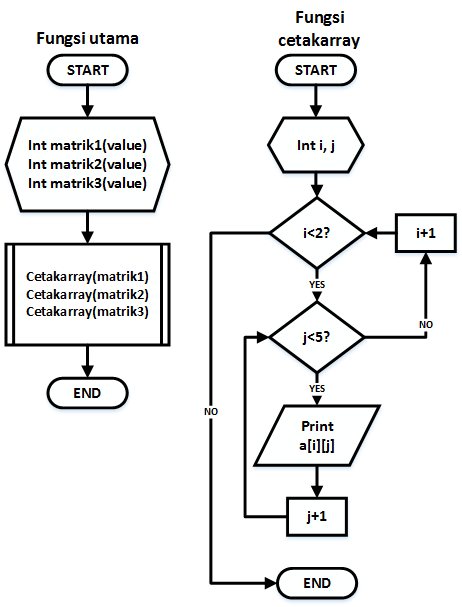 Fungsi utama
START
Int matrik1(value)
Int matrik2(value)
Int matrik3(value)
Cetakarray(matrik1)
Cetakarray(matrik2)
Cetakarray(matrik3)
END
Fungsi
cetakarray
START
Int i, j
i<2?
i+1
YES
j<5?
NO
YES
NO
Print
a[i][j]
j+1
END